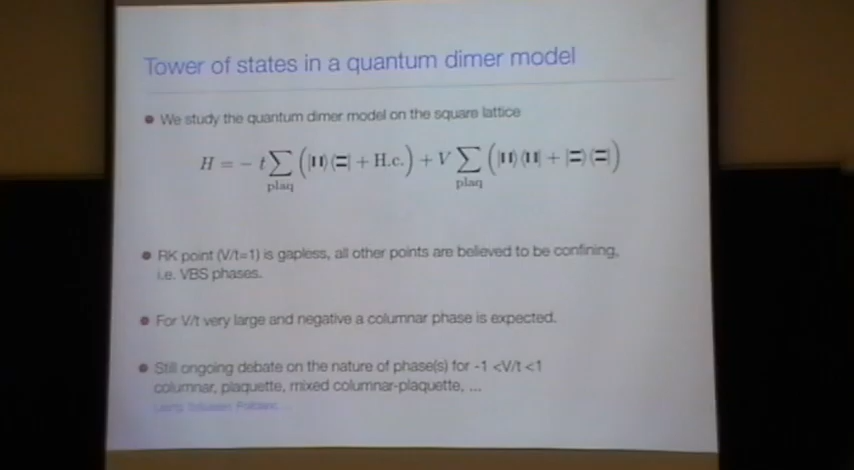 Tower of states in a quantum dimer model
● We study the quantum dimer model on the square lattice
H = − t ∑ plaq (|❙❙⟩⟨〓| + H.c.) + V ∑ plaq (|❙❙⟩⟨❙❙| + |〓⟩⟨〓|)
● RK point (V/t=1) is gapless, all other points are believed to be confining,
i.e. VBS phases.
● For V/t very large and negative a columnar phase is expected.
● Still ongoing debate on the nature of phase(s) for -1 <V/t <1
columnar, plaquette, mixed columnar-plaquette, ...